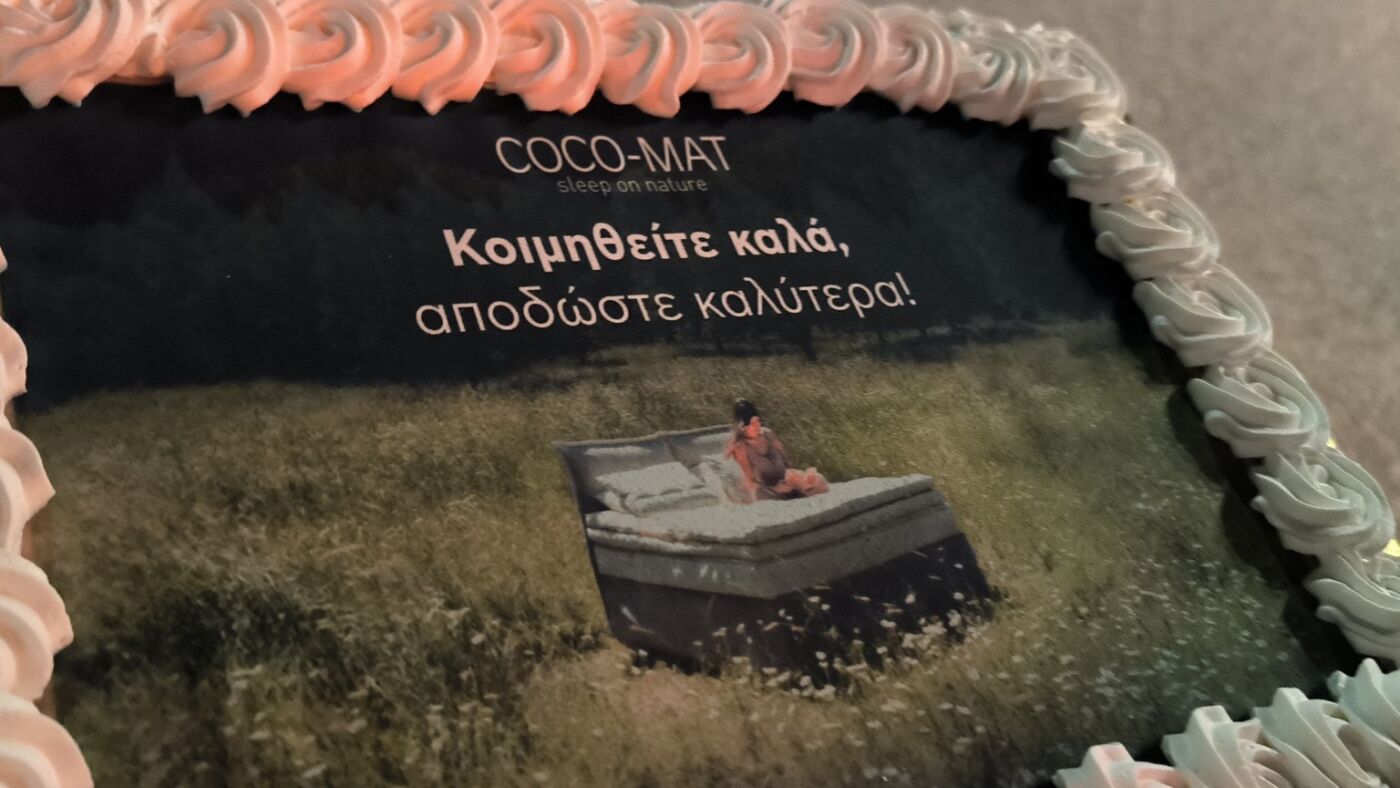 COCO-MAT
sleep on nature
Κοιμηθείτε καλά,
αποδώστε καλύτερα!